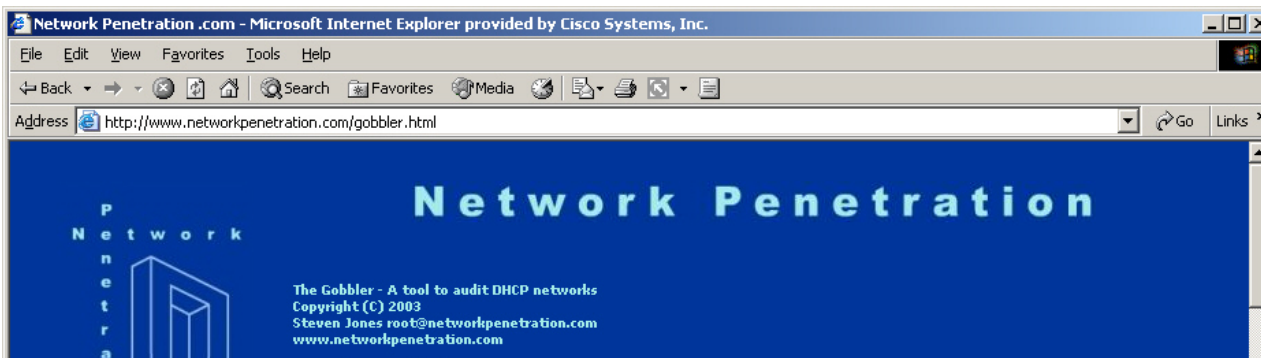 Network Penetration .com - Microsoft Internet Explorer provided by Cisco Systems, Inc.
File Edit View Favorites Tools Help
Back Search Favorites Media
Address http://www.networkpenetration.com/gobbler.html Go Links
Network Penetration
P
Network
n
e
t
r
a
The Gobbler - A tool to audit DHCP networks
Copyright (C) 2003
Steven Jones root@networkpenetration.com
www.networkpenetration.com